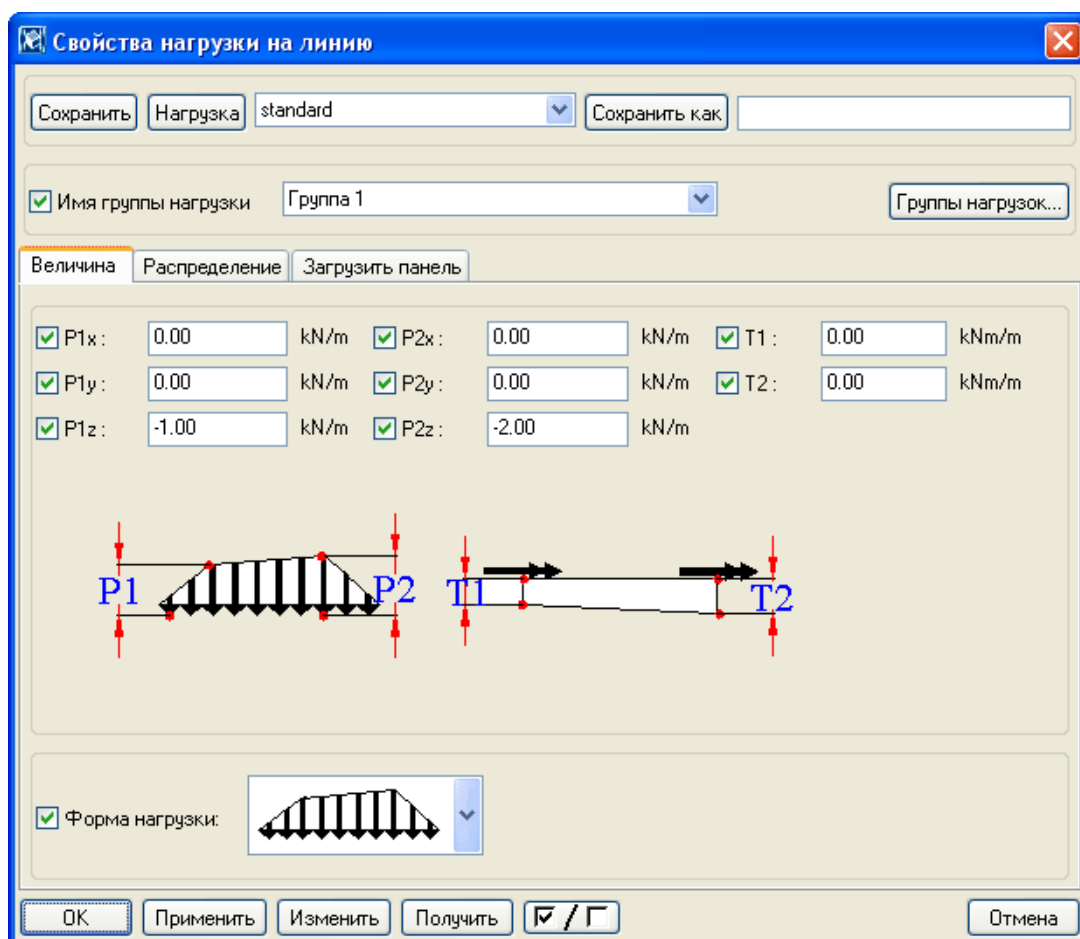 Свойства нагрузки на линию
Сохранить Нагрузка standard Сохранить как
Имя группы нагрузки Группа 1 Группы нагрузок...
Величина Распределение Загрузить панель
P1x : 0.00 kN/m P2x : 0.00 kN/m T1 : 0.00 kNm/m
P1y : 0.00 kN/m P2y : 0.00 kN/m T2 : 0.00 kNm/m
P1z : -1.00 kN/m P2z : -2.00 kN/m
P1 P2 T1 T2
Форма нагрузки:
OK Применить Изменить Получить / Отмена